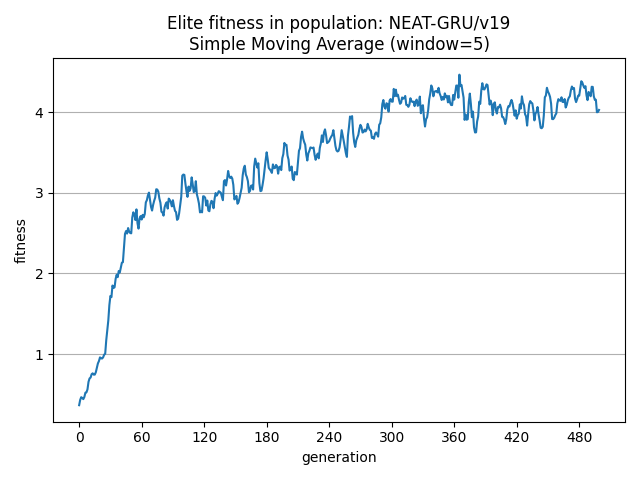 Elite fitness in population: NEAT-GRU/v19
Simple Moving Average (window=5)
fitness
4
3
2
1
0 60 120 180 240 300 360 420 480
generation